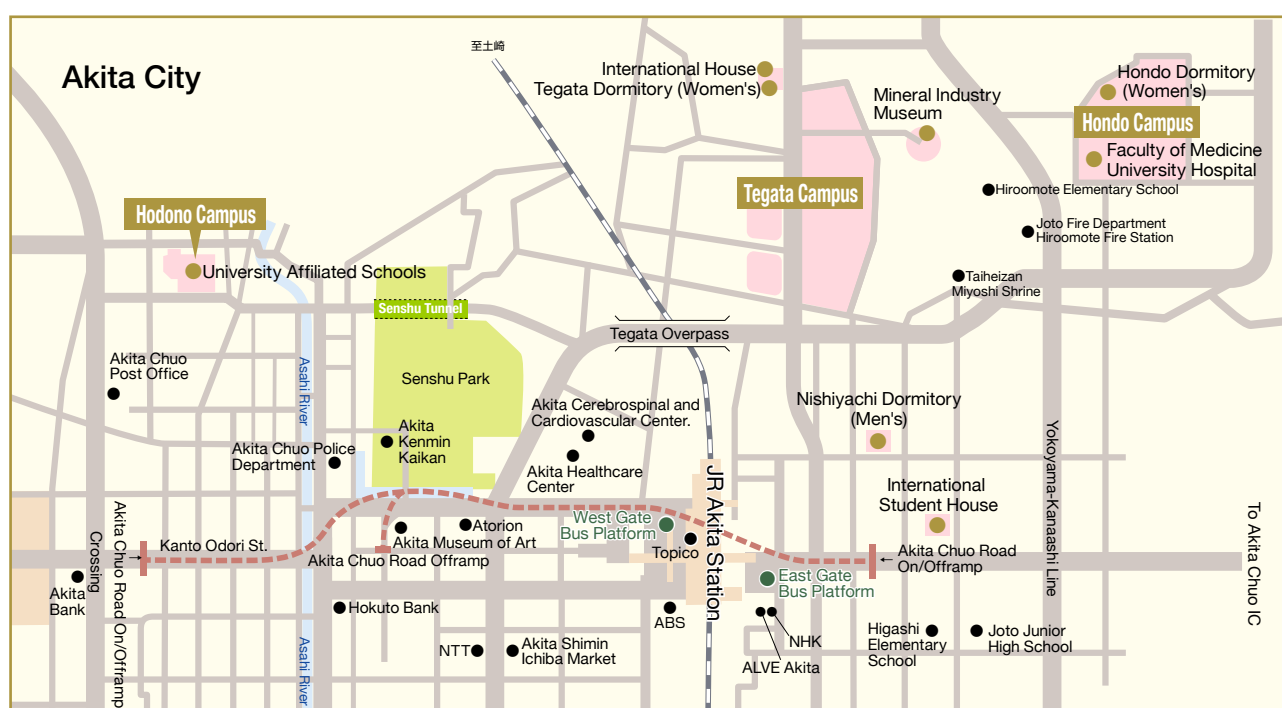 Akita City
至土崎
International House
Tegata Dormitory (Women's)
Mineral Industry
Museum
Hondo Dormitory
(Women's)
Hondo Campus
Faculty of Medicine
University Hospital
Tegata Campus
Hiroomote Elementary School
Joto Fire Department
Hiroomote Fire Station
Hodono Campus
University Affiliated Schools
Taiheizan
Miyoshi Shrine
Senshu Tunnel
Tegata Overpass
Akita Chuo
Post Office
Asahi River
Senshu Park
Akita Cerebrospinal and
Cardiovascular Center.
Nishiyachi Dormitory
(Men's)
Akita
Kenmin
Kaikan
Akita Chuo Police
Department
Akita Healthcare
Center
JR Akita Station
Yokoyama-Kanaashi Line
International
Student House
To Akita Chuo IC
Akita Chuo Road On/Offramp
Crossing
Kanto Odori St.
Atorion
Akita Museum of Art
Akita Chuo Road Offramp
West Gate
Bus Platform
Topico
Akita Chuo Road
On/Offramp
East Gate
Bus Platform
Akita
Bank
Hokuto Bank
ABS
NHK
ALVE Akita
NTT
Akita Shimin
Ichiba Market
Higashi
Elementary
School
Joto Junior
High School
Asahi River